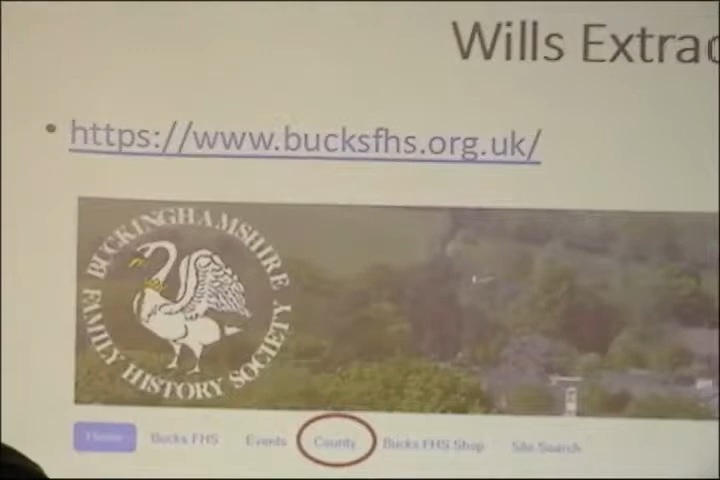 Wills Extrac
• https://www.bucksfhs.org.uk/
BUCKINGHAMSHIRE
FAMILY HISTORY SOCIETY
Home Bucks FHS Events County Bucks FHS Shop Site Search